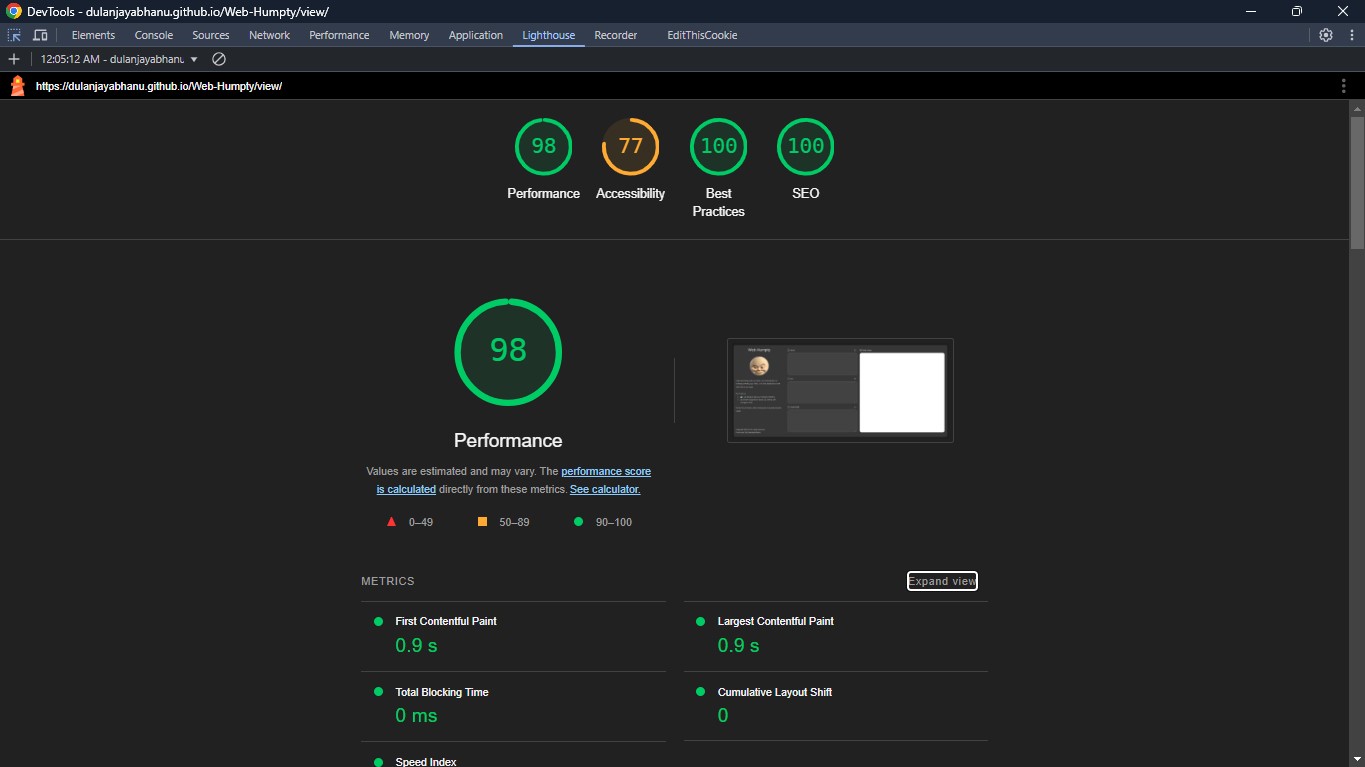 DevTools - dulanjayabhanu.github.io/Web-Humpty/view/
Elements Console Sources Network Performance Memory Application Lighthouse Recorder EditThisCookie
12:05:12 AM - dulanjayabhanu
https://dulanjayabhanu.github.io/Web-Humpty/view/
98 77 100 100
Performance Accessibility Best Practices SEO
98
Web Humpty
Performance
Values are estimated and may vary. The performance score
is calculated directly from these metrics. See calculator.
0–49 50–89 90–100
METRICS Expand view
First Contentful Paint Largest Contentful Paint
0.9 s 0.9 s
Total Blocking Time Cumulative Layout Shift
0 ms 0
Speed Index